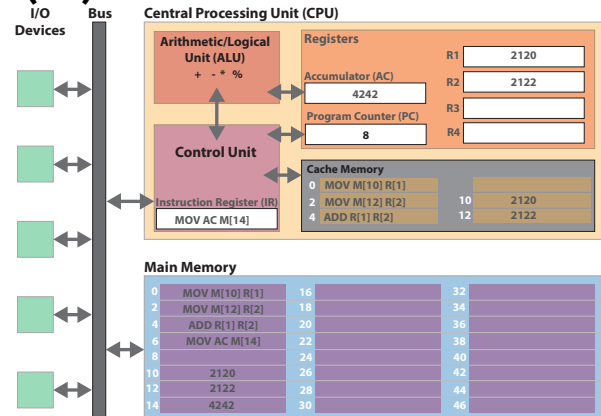 I/O
Devices
Bus
Central Processing Unit (CPU)
Arithmetic/Logical
Unit (ALU)
+ - * %
Registers
Accumulator (AC)
4242
Program Counter (PC)
8
R1 2120
R2 2122
R3
R4
Control Unit
Instruction Register (IR)
MOV AC M[14]
Cache Memory
0 MOV M[10] R[1]
2 MOV M[12] R[2] 10 2120
4 ADD R[1] R[2] 12 2122
Main Memory
0 MOV M[10] R[1] 16 32
2 MOV M[12] R[2] 18 34
4 ADD R[1] R[2] 20 36
6 MOV AC M[14] 22 38
8 24 40
10 2120 26 42
12 2122 28 44
14 4242 30 46